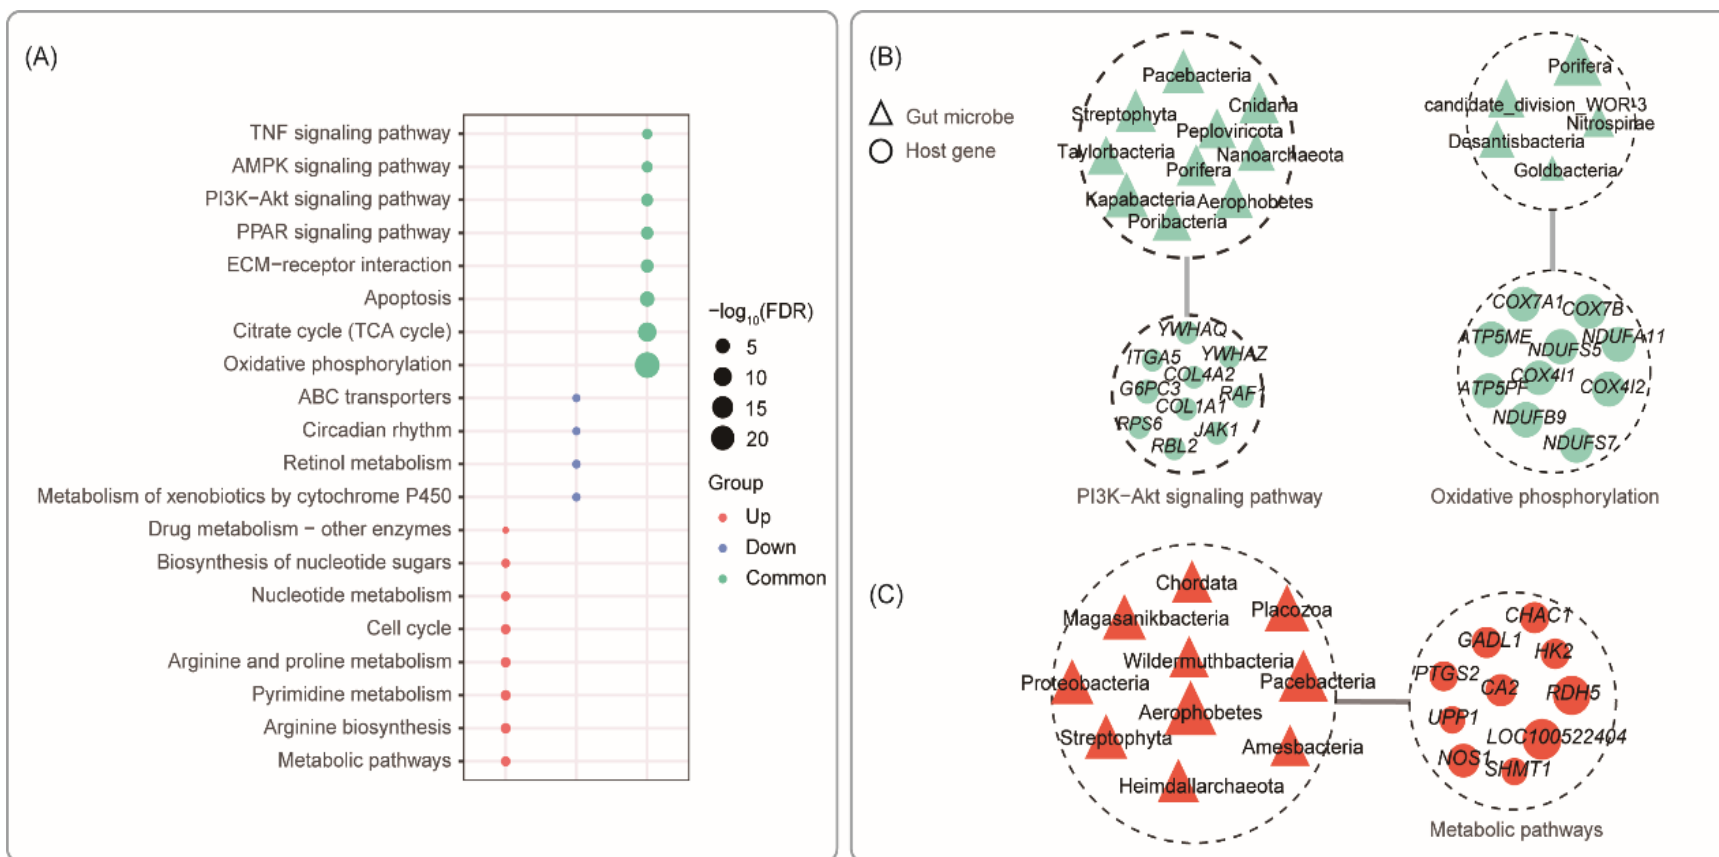 (A)
TNF signaling pathway
AMPK signaling pathway
PI3K−Akt signaling pathway
PPAR signaling pathway
ECM−receptor interaction
Apoptosis
Citrate cycle (TCA cycle)
Oxidative phosphorylation
ABC transporters
Circadian rhythm
Retinol metabolism
Metabolism of xenobiotics by cytochrome P450
Drug metabolism − other enzymes
Biosynthesis of nucleotide sugars
Nucleotide metabolism
Cell cycle
Arginine and proline metabolism
Pyrimidine metabolism
Arginine biosynthesis
Metabolic pathways
−log10(FDR)
5
10
15
20
Group
Up
Down
Common
(B)
Gut microbe
Host gene
Pacebacteria
Streptophyta
Cnidaria
Peploviricota
Taylorbacteria
Nanoarchaeota
Porifera
Kapabacteria
Aerophobetes
Poribacteria
YWHAQ
ITGA5
YWHAZ
COL4A2
G6PC3
RAF1
COL1A1
RPS6
JAK1
RBL2
PI3K−Akt signaling pathway
Porifera
candidate_division_WOR-3
Nitrospirae
Desantisbacteria
Goldbacteria
COX7A1
COX7B
ATP5ME
NDUFA11
NDUFS5
COX4I1
ATP5PF
COX4I2
NDUFB9
NDUFS7
Oxidative phosphorylation
(C)
Chordata
Placozoa
Magasanikbacteria
Wildermuthbacteria
Proteobacteria
Pacebacteria
Aerophobetes
Streptophyta
Amesbacteria
Heimdallarchaeota
CHAC1
GADL1
HK2
PTGS2
CA2
RDH5
UPP1
LOC100522404
NOS1
SHMT1
Metabolic pathways